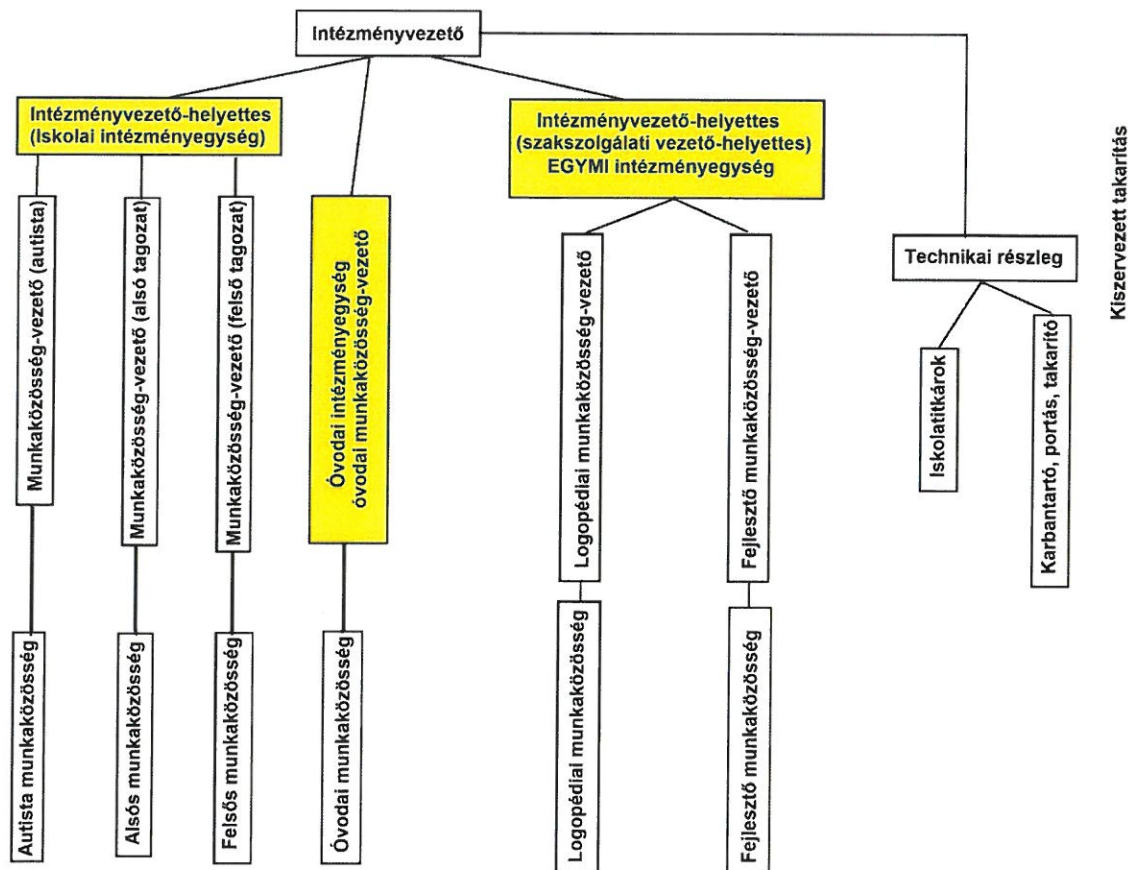 Intézményvezető
Intézményvezető-helyettes
(Iskolai intézményegység)
Intézményvezető-helyettes
(szakszolgálati vezető-helyettes)
EGYMI intézményegység
Kiszervezett takarítás
Technikai részleg
Munkaközösség-vezető (autista)
Munkaközösség-vezető (alsó tagozat)
Munkaközösség-vezető (felső tagozat)
Óvodai intézményegység
óvodai munkaközösség-vezető
Logopédiai munkaközösség-vezető
Fejlesztő munkaközösség-vezető
Iskolatitkárok
Karbantartó, portás, takarító
Autista munkaközösség
Alsós munkaközösség
Felsős munkaközösség
Óvodai munkaközösség
Logopédiai munkaközösség
Fejlesztő munkaközösség